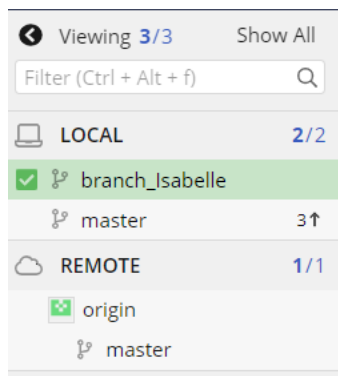 Viewing 3/3 Show All
Filter (Ctrl + Alt + f)
LOCAL 2/2
branch_Isabelle
master 3↑
REMOTE 1/1
origin
master